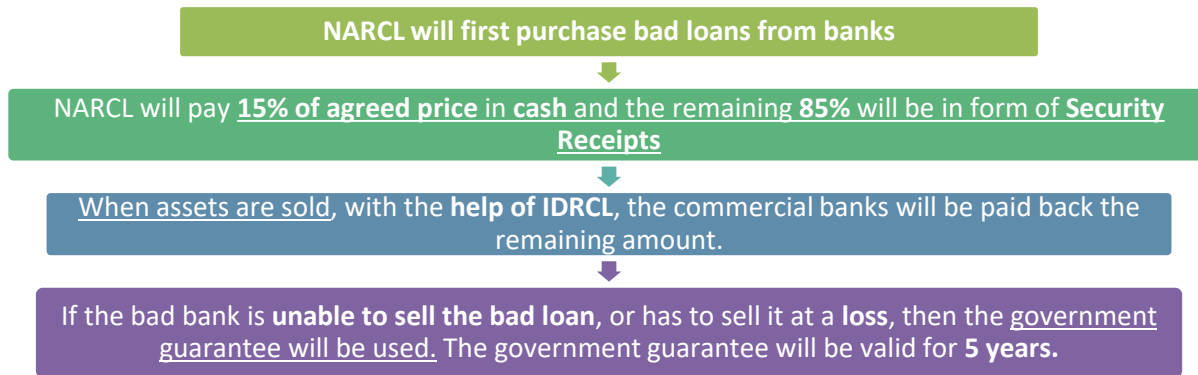 NARCL will first purchase bad loans from banks
NARCL will pay 15% of agreed price in cash and the remaining 85% will be in form of Security
Receipts
When assets are sold, with the help of IDRCL, the commercial banks will be paid back the
remaining amount.
If the bad bank is unable to sell the bad loan, or has to sell it at a loss, then the government
guarantee will be used. The government guarantee will be valid for 5 years.